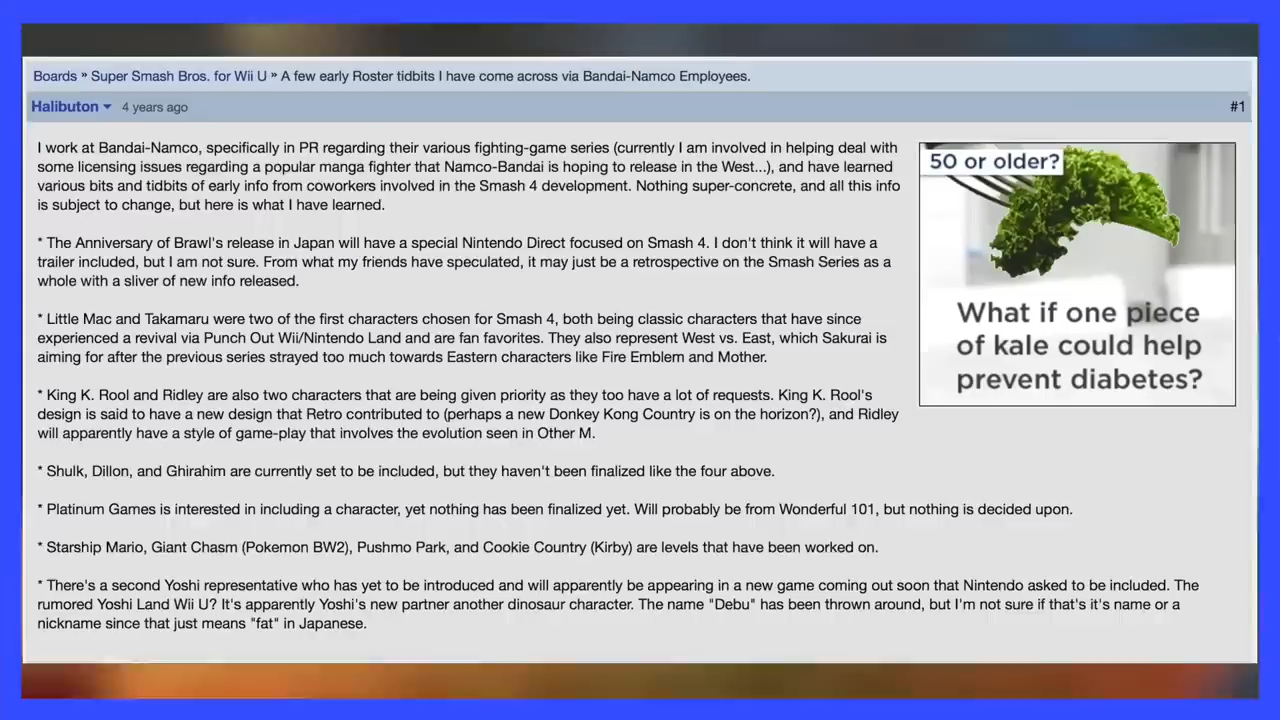 Boards » Super Smash Bros. for Wii U » A few early Roster tidbits I have come across via Bandai-Namco Employees.
Halibuton 4 years ago #1
I work at Bandai-Namco, specifically in PR regarding their various fighting-game series (currently I am involved in helping deal with
some licensing issues regarding a popular manga fighter that Namco-Bandai is hoping to release in the West...), and have learned
various bits and tidbits of early info from coworkers involved in the Smash 4 development. Nothing super-concrete, and all this info
is subject to change, but here is what I have learned.
* The Anniversary of Brawl's release in Japan will have a special Nintendo Direct focused on Smash 4. I don't think it will have a
trailer included, but I am not sure. From what my friends have speculated, it may just be a retrospective on the Smash Series as a
whole with a sliver of new info released.
* Little Mac and Takamaru were two of the first characters chosen for Smash 4, both being classic characters that have since
experienced a revival via Punch Out Wii/Nintendo Land and are fan favorites. They also represent West vs. East, which Sakurai is
aiming for after the previous series strayed too much towards Eastern characters like Fire Emblem and Mother.
* King K. Rool and Ridley are also two characters that are being given priority as they too have a lot of requests. King K. Rool's
design is said to have a new design that Retro contributed to (perhaps a new Donkey Kong Country is on the horizon?), and Ridley
will apparently have a style of game-play that involves the evolution seen in Other M.
* Shulk, Dillon, and Ghirahim are currently set to be included, but they haven't been finalized like the four above.
* Platinum Games is interested in including a character, yet nothing has been finalized yet. Will probably be from Wonderful 101, but nothing is decided upon.
* Starship Mario, Giant Chasm (Pokemon BW2), Pushmo Park, and Cookie Country (Kirby) are levels that have been worked on.
* There's a second Yoshi representative who has yet to be introduced and will apparently be appearing in a new game coming out soon that Nintendo asked to be included. The
rumored Yoshi Land Wii U? It's apparently Yoshi's new partner another dinosaur character. The name "Debu" has been thrown around, but I'm not sure if that's it's name or a
nickname since that just means "fat" in Japanese.
50 or older?
What if one piece
of kale could help
prevent diabetes?